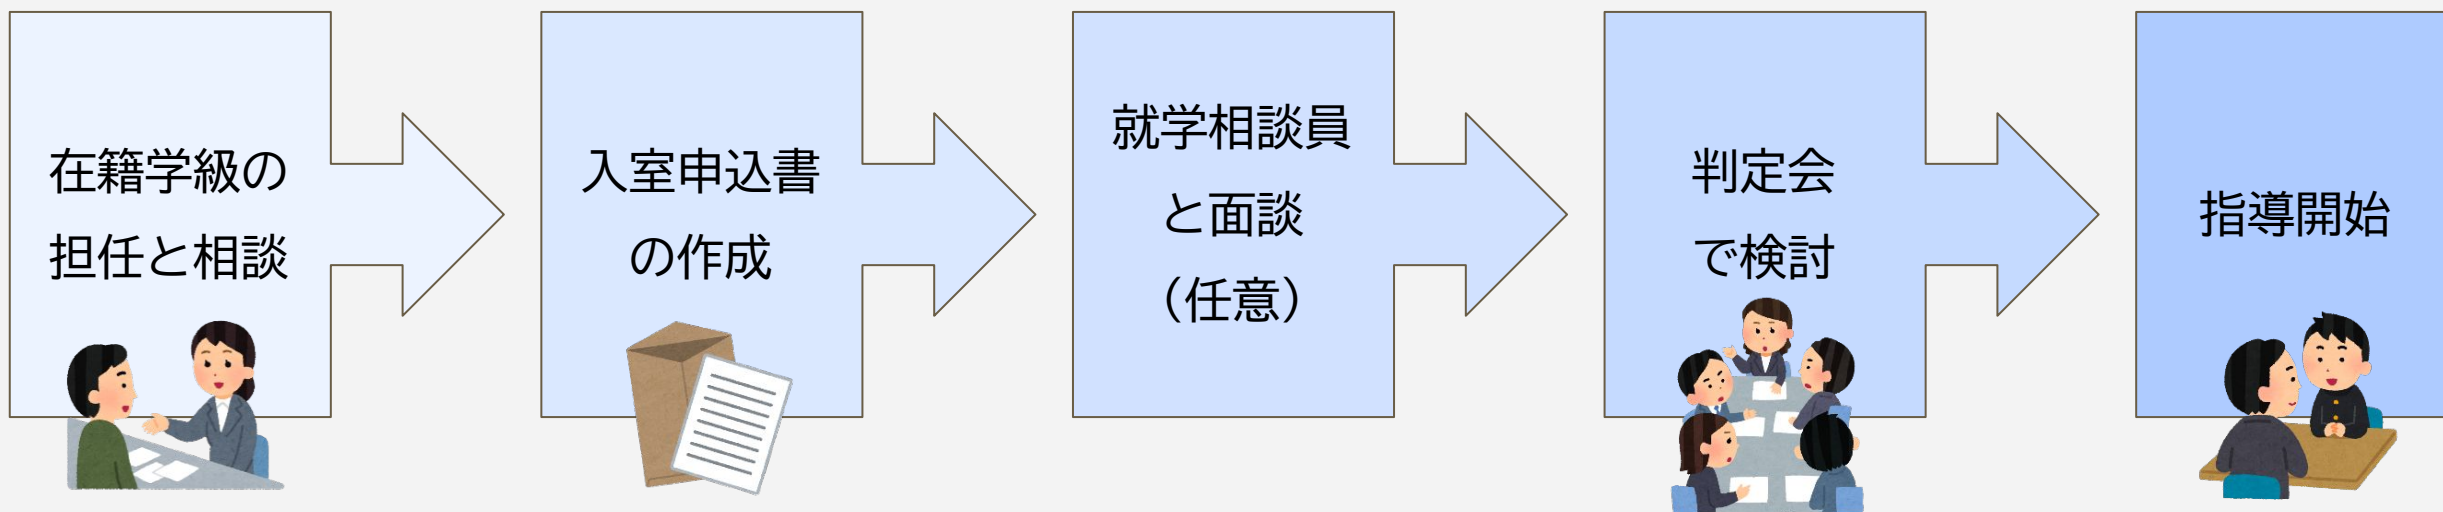 在籍学級の
担任と相談
入室申込書
の作成
就学相談員
と面談
（任意）
判定会
で検討
指導開始